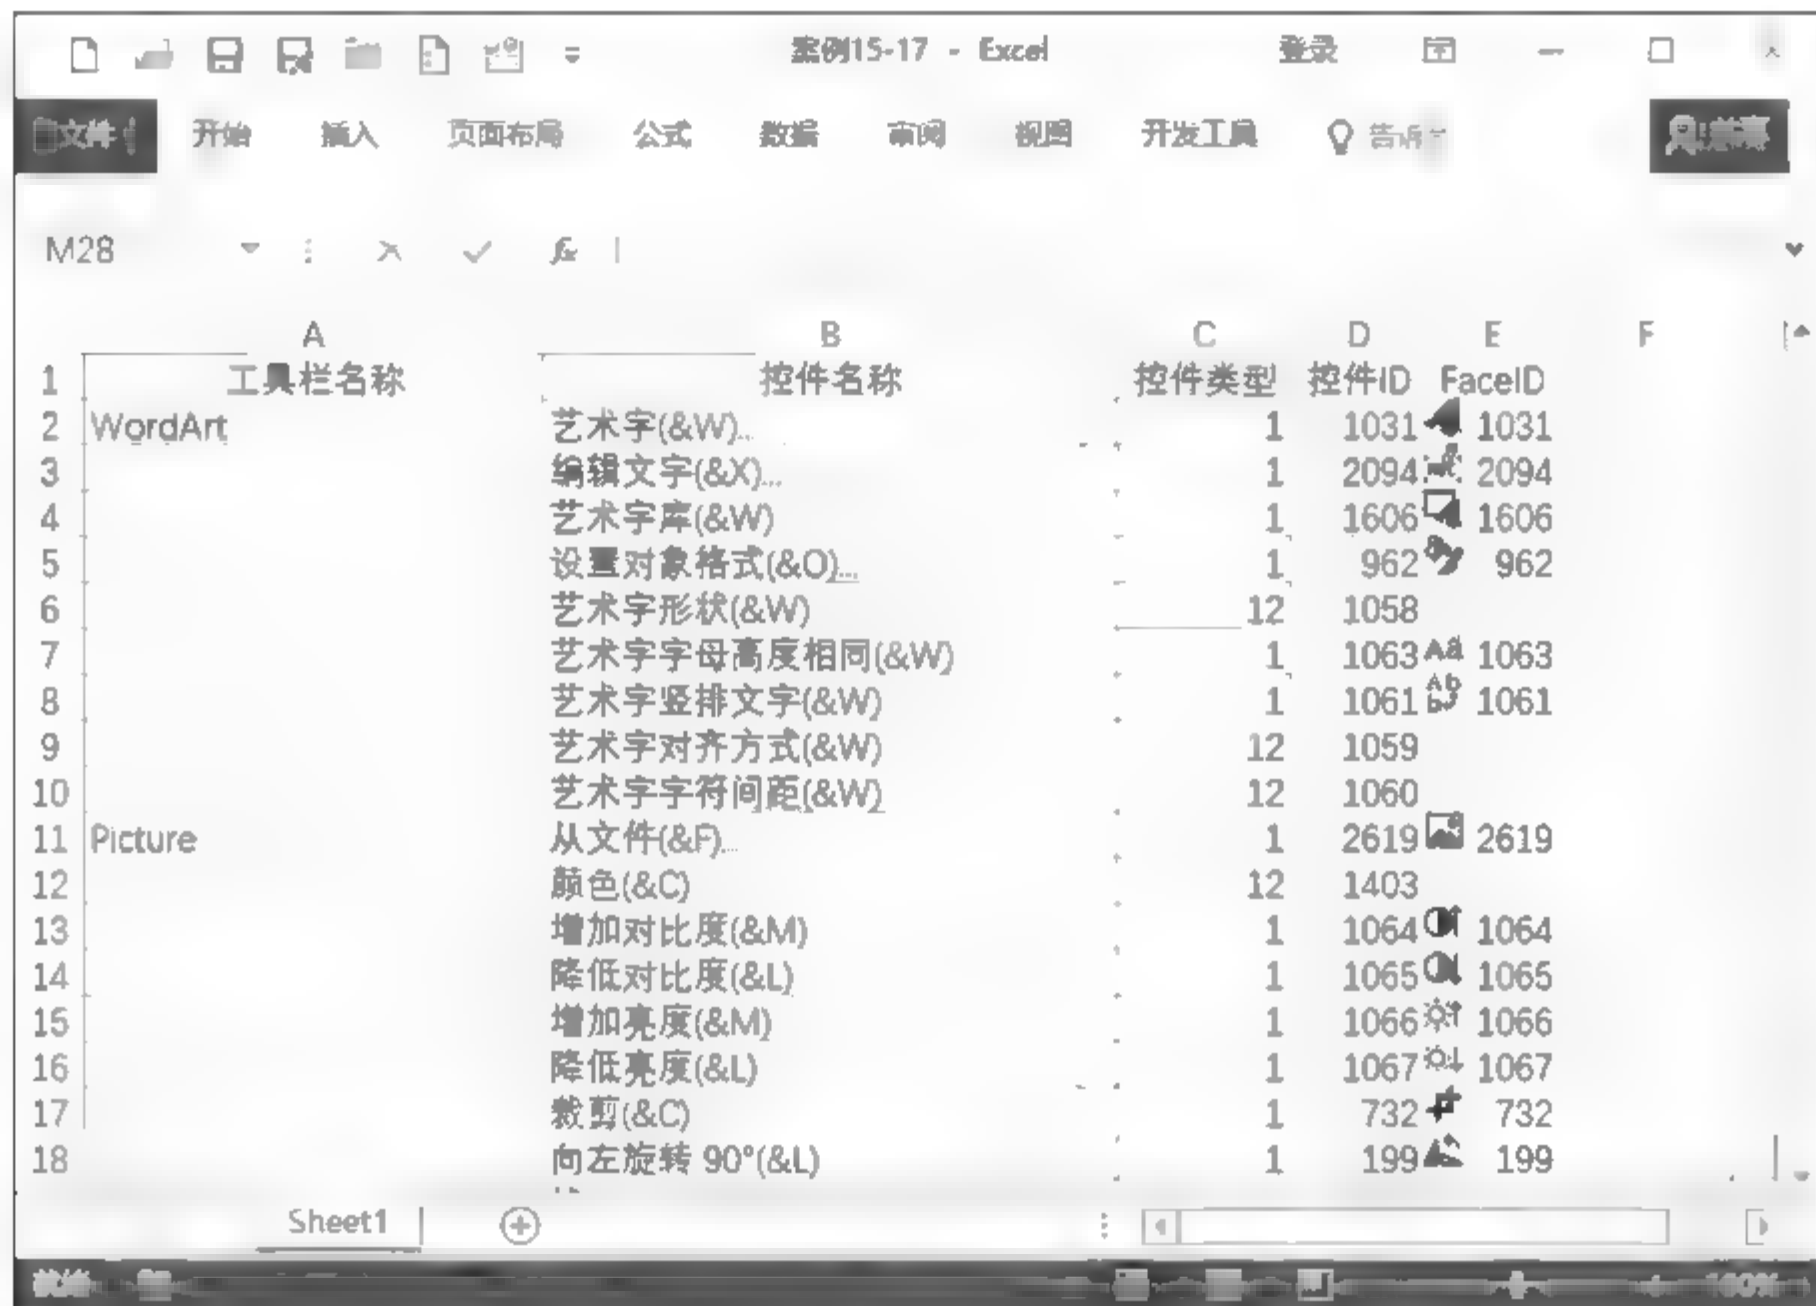 案例15-17 - Excel 登录
文件 开始 插入 页面布局 公式 数据 审阅 视图 开发工具 告诉
M28 fx
A B C D E F
1 工具栏名称 控件名称 控件类型 控件ID FaceID
2 WordArt 艺术字(&W)... 1 1031 1031
3 编辑文字(&X)... 1 2094 2094
4 艺术字库(&W) 1 1606 1606
5 设置对象格式(&O)... 1 962 962
6 艺术字形状(&W) 12 1058
7 艺术字字母高度相同(&W) 1 1063 1063
8 艺术字竖排文字(&W) 1 1061 1061
9 艺术字对齐方式(&W) 12 1059
10 艺术字字符间距(&W) 12 1060
11 Picture 从文件(&F)... 1 2619 2619
12 颜色(&C) 12 1403
13 增加对比度(&M) 1 1064 1064
14 降低对比度(&L) 1 1065 1065
15 增加亮度(&M) 1 1066 1066
16 降低亮度(&L) 1 1067 1067
17 裁剪(&C) 1 732 732
18 向左旋转 90°(&L) 1 199 199
Sheet1
100%